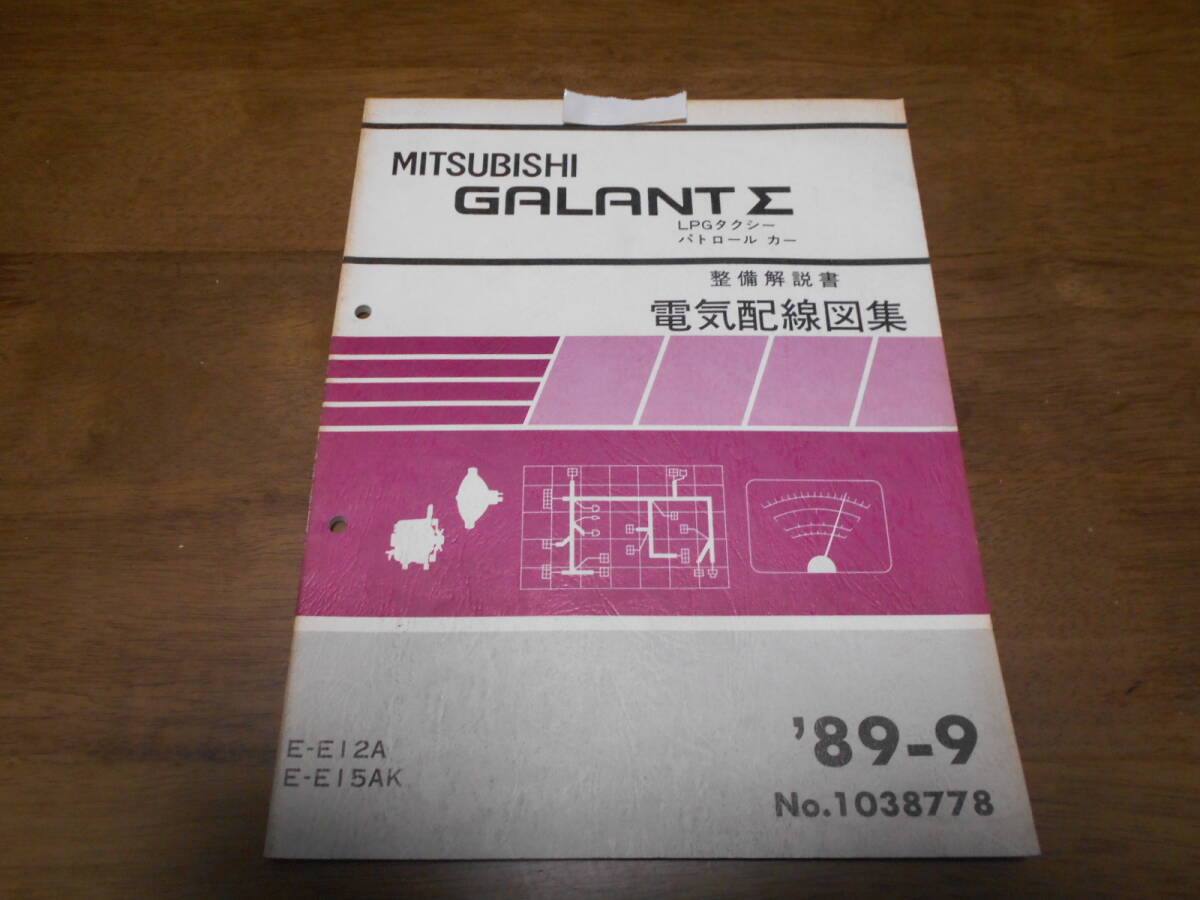 MITSUBISHI
GALANT Σ
LPGタクシー
パトロール カー
整備解説書
電気配線図集
E-E12A
E-E15AK
'89-9
No.1038778